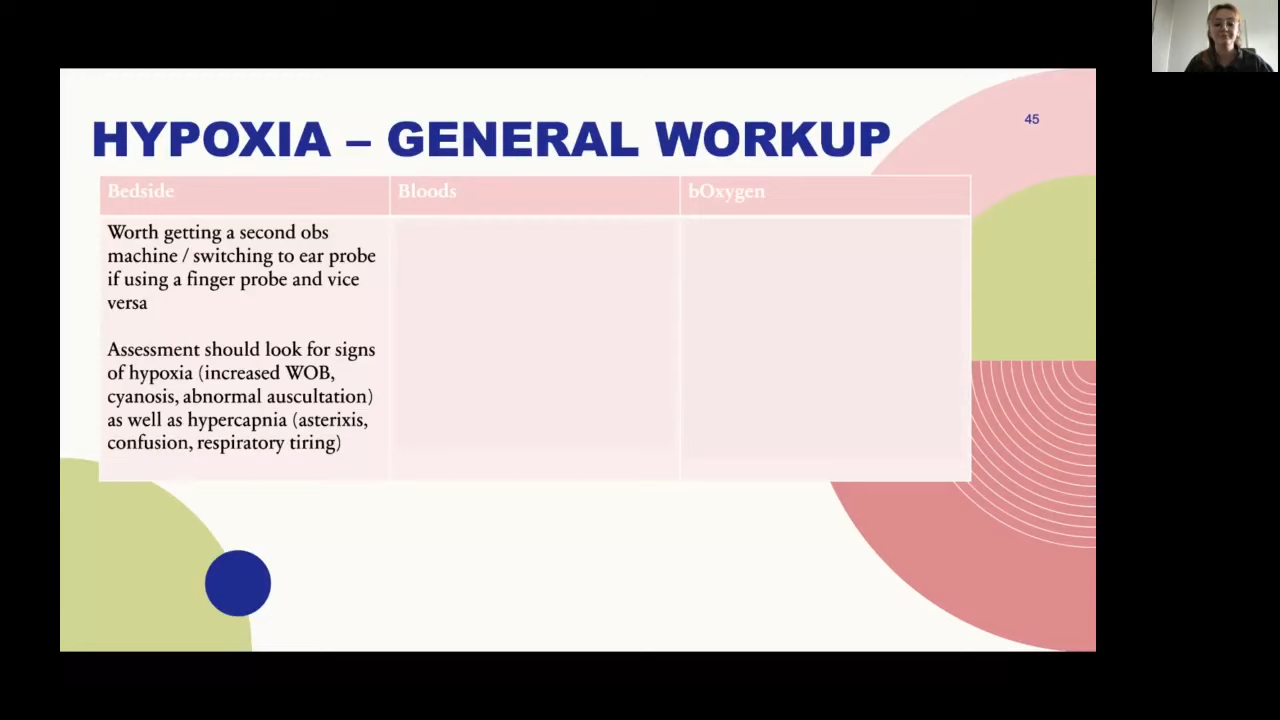 45
HYPOXIA – GENERAL WORKUP
Bedside
Bloods
bOxygen
Worth getting a second obs
machine / switching to ear probe
if using a finger probe and vice
versa
Assessment should look for signs
of hypoxia (increased WOB,
cyanosis, abnormal auscultation)
as well as hypercapnia (asterixis,
confusion, respiratory tiring)